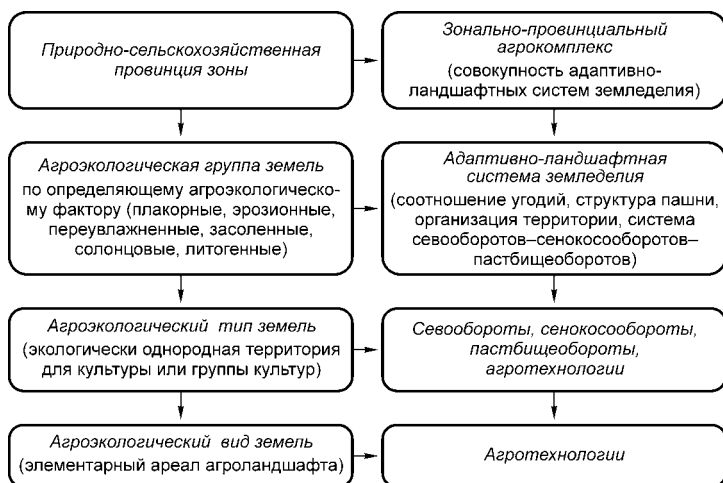 Природно-сельскохозяйственная
провинция зоны
Зонально-провинциальный
агрокомплекс
(совокупность адаптивно-
ландшафтных систем земледелия)
Агроэкологическая группа земель
по определяющему агроэкологическо-
му фактору (плакорные, эрозионные,
переувлажненные, засоленные,
солонцовые, литогенные)
Адаптивно-ландшафтная
система земледелия
(соотношение угодий, структура пашни,
организация территории, система
севооборотов–сенокосооборотов–
пастбищеоборотов)
Агроэкологический тип земель
(экологически однородная территория
для культуры или группы культур)
Севообороты, сенокосообороты,
пастбищеобороты,
агротехнологии
Агроэкологический вид земель
(элементарный ареал агроландшафта)
Агротехнологии